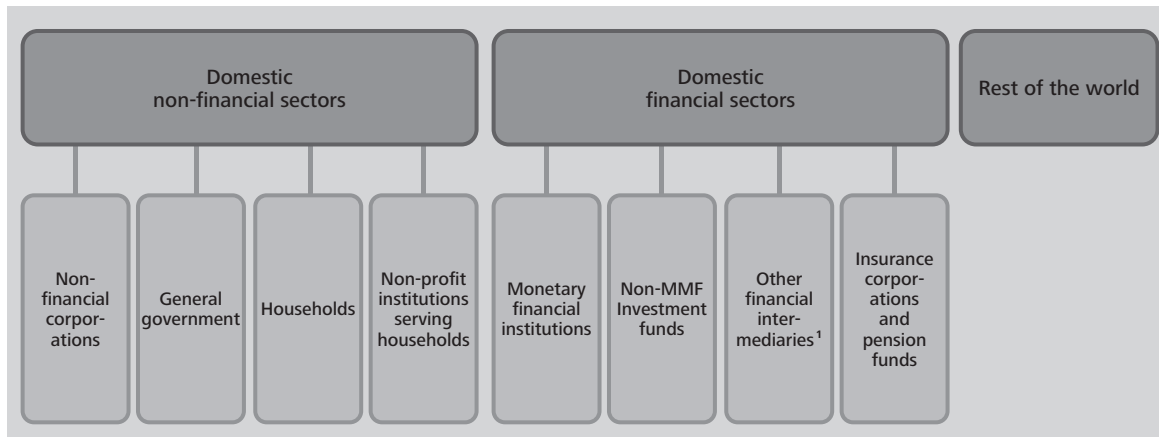 Domestic
non-financial sectors
Domestic
financial sectors
Rest of the world
Non-
financial
corpor-
ations
General
government
Households
Non-profit
institutions
serving
households
Monetary
financial
institutions
Non-MMF
Investment
funds
Other
financial
inter-
mediaries¹
Insurance
corpor-
ations
and
pension
funds